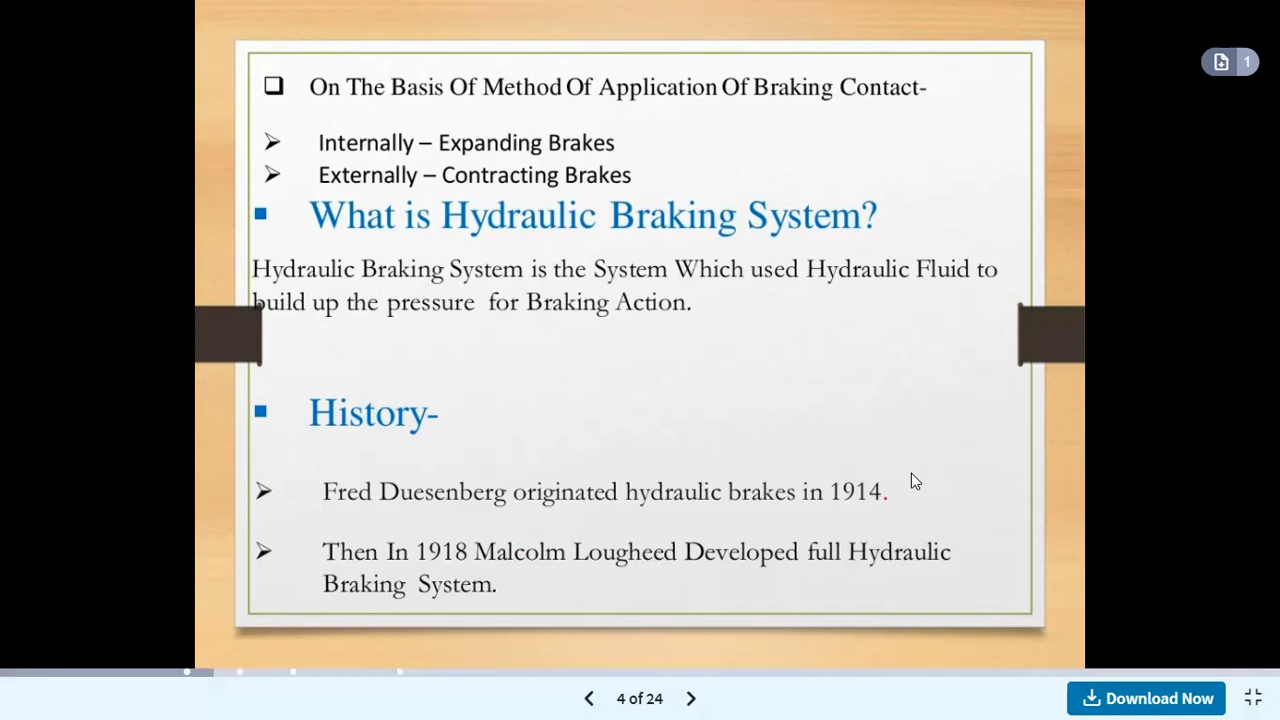 On The Basis Of Method Of Application Of Braking Contact-
Internally – Expanding Brakes
Externally – Contracting Brakes
What is Hydraulic Braking System?
Hydraulic Braking System is the System Which used Hydraulic Fluid to
build up the pressure for Braking Action.
History-
Fred Duesenberg originated hydraulic brakes in 1914.
Then In 1918 Malcolm Lougheed Developed full Hydraulic
Braking System.
1
4 of 24
Download Now